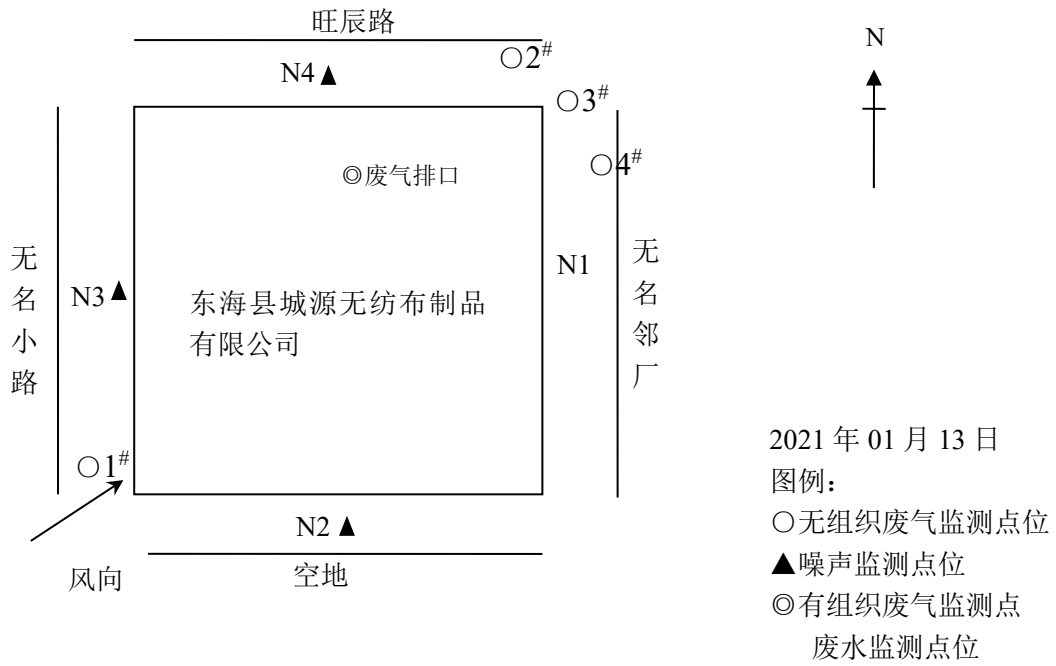 旺辰路
○2#
N
N4▲
○3#
○4#
◎废气排口
无名小路
N3▲
东海县城源无纺布制品
有限公司
N1
无名邻厂
○1#
N2▲
风向
空地
2021 年 01 月 13 日
图例：
○无组织废气监测点位
▲噪声监测点位
◎有组织废气监测点
废水监测点位